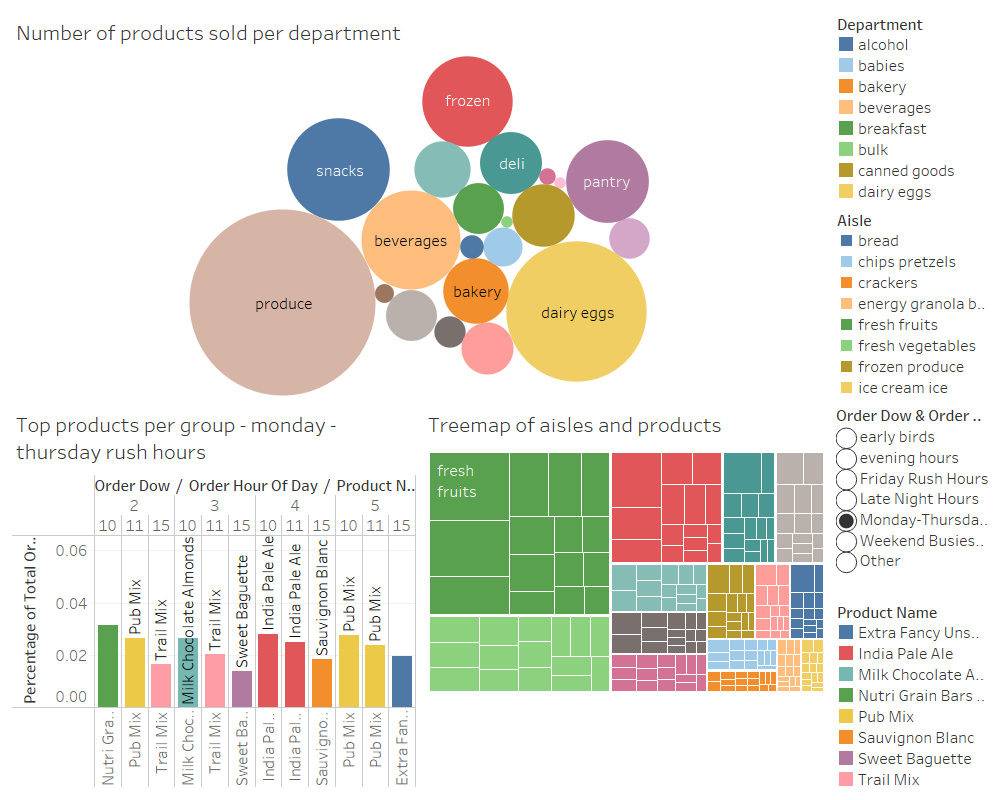 Number of products sold per department
frozen
snacks
deli
pantry
beverages
produce
bakery
dairy eggs
Department
alcohol
babies
bakery
beverages
breakfast
bulk
canned goods
dairy eggs
Aisle
bread
chips pretzels
crackers
energy granola b..
fresh fruits
fresh vegetables
frozen produce
ice cream ice
Top products per group - monday -
thursday rush hours
Order Dow / Order Hour Of Day / Product N..
2 3 4 5
10 11 15 10 11 15 10 11 15 10 11 15
Percentage of Total Or..
0.06
0.04
0.02
0.00
Pub Mix
Trail Mix
Milk Chocolate Almonds
Trail Mix
Sweet Baguette
India Pale Ale
India Pale Ale
Sauvignon Blanc
Pub Mix
Pub Mix
Nutri Gra..
Pub Mix
Trail Mix
Milk Choc..
Trail Mix
Sweet Ba..
India Pal..
India Pal..
Sauvigno..
Pub Mix
Pub Mix
Extra Fan..
Treemap of aisles and products
fresh
fruits
Order Dow & Order ..
early birds
evening hours
Friday Rush Hours
Late Night Hours
Monday-Thursda..
Weekend Busies..
Other
Product Name
Extra Fancy Uns..
India Pale Ale
Milk Chocolate A..
Nutri Grain Bars ..
Pub Mix
Sauvignon Blanc
Sweet Baguette
Trail Mix